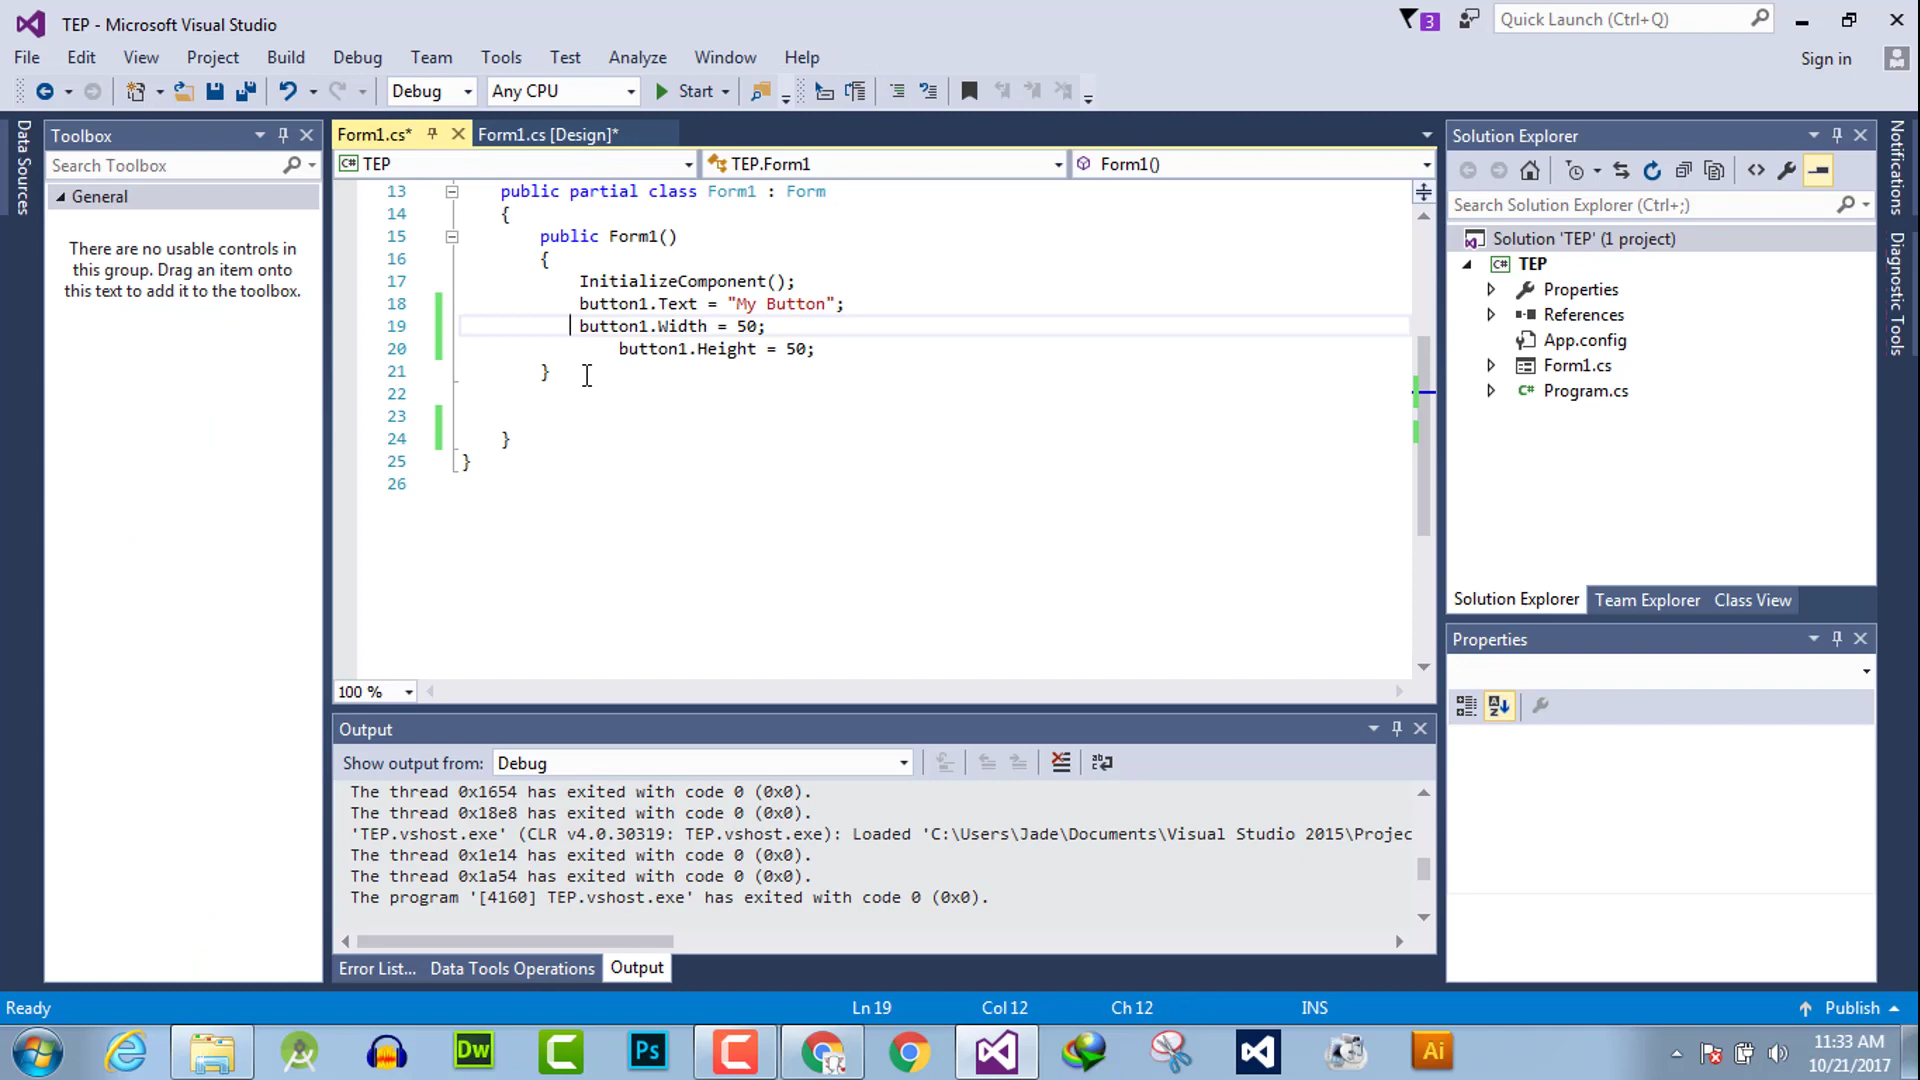 TEP - Microsoft Visual Studio
3
Quick Launch (Ctrl+Q)
File Edit View Project Build Debug Team Tools Test Analyze Window Help
Sign in
Debug Any CPU Start
Data Sources
Toolbox
Search Toolbox
General
There are no usable controls in
this group. Drag an item onto
this text to add it to the toolbox.
Form1.cs* Form1.cs [Design]*
TEP TEP.Form1 Form1()
13 public partial class Form1 : Form
14 {
15 public Form1()
16 {
17 InitializeComponent();
18 button1.Text = "My Button";
19 button1.Width = 50;
20 button1.Height = 50;
21 }
22
23
24 }
25 }
26
100 %
Output
Show output from: Debug
The thread 0x1654 has exited with code 0 (0x0).
The thread 0x18e8 has exited with code 0 (0x0).
'TEP.vshost.exe' (CLR v4.0.30319: TEP.vshost.exe): Loaded 'C:\Users\Jade\Documents\Visual Studio 2015\Projec
The thread 0x1e14 has exited with code 0 (0x0).
The thread 0x1a54 has exited with code 0 (0x0).
The program '[4160] TEP.vshost.exe' has exited with code 0 (0x0).
Error List... Data Tools Operations Output
Solution Explorer
Search Solution Explorer (Ctrl+;)
Solution 'TEP' (1 project)
C# TEP
Properties
References
App.config
Form1.cs
C# Program.cs
Solution Explorer Team Explorer Class View
Properties
Notifications
Diagnostic Tools
Ready Ln 19 Col 12 Ch 12 INS Publish
Dw Ps Ai
11:33 AM
10/21/2017